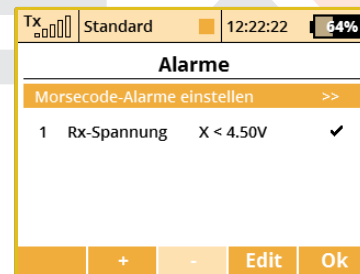 Tx Standard 12:22:22 64%
Alarme
Morsecode-Alarme einstellen >>
1 Rx-Spannung X < 4.50V ✔
+ - Edit Ok